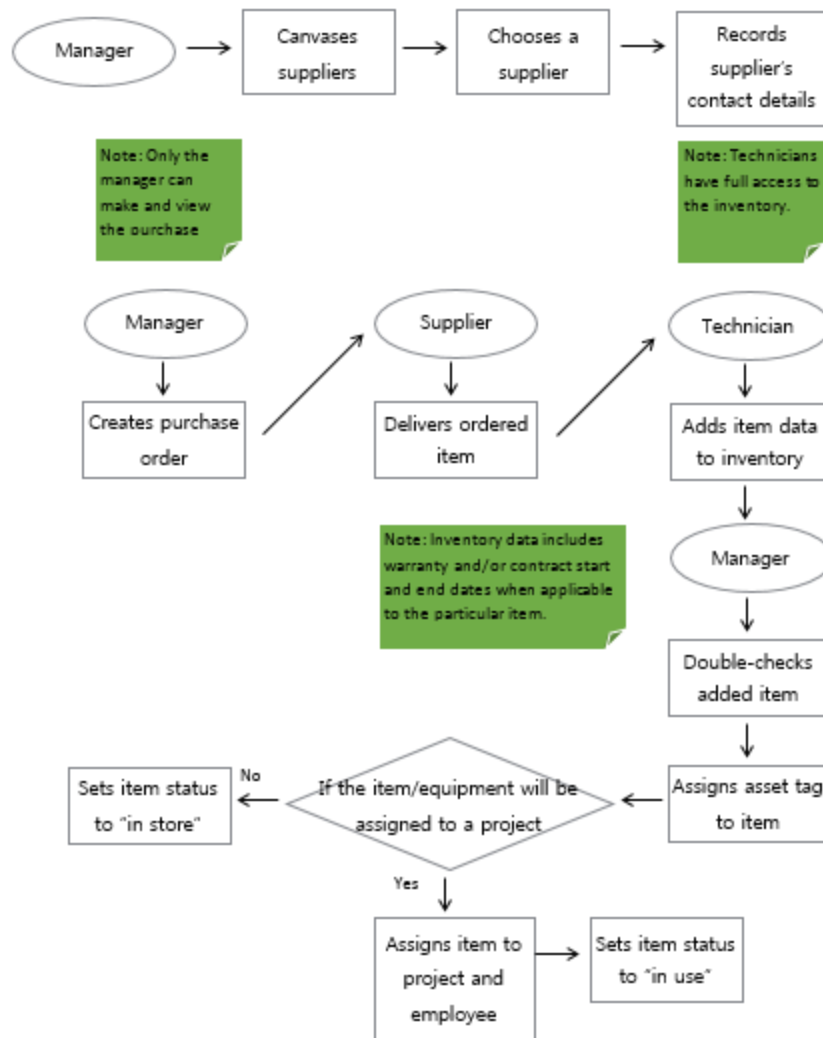 Manager
Canvases
suppliers
Chooses a
supplier
Records
supplier's
contact details
Note: Only the
manager can
make and view
the ourchase
Note: Technicians
have full access to
the inventory.
Manager
Supplier
Technician
Creates purchase
order
Delivers ordered
item
Adds item data
to inventory
Note: Inventory data includes
warranty and/or contract start
and end dates when applicable
to the particular item.
Manager
Double-checks
added item
Assigns asset tag
to item
If the item/equipment will be
assigned to a project
No
Sets item status
to "in store"
Yes
Assigns item to
project and
employee
Sets item status
to "in use"